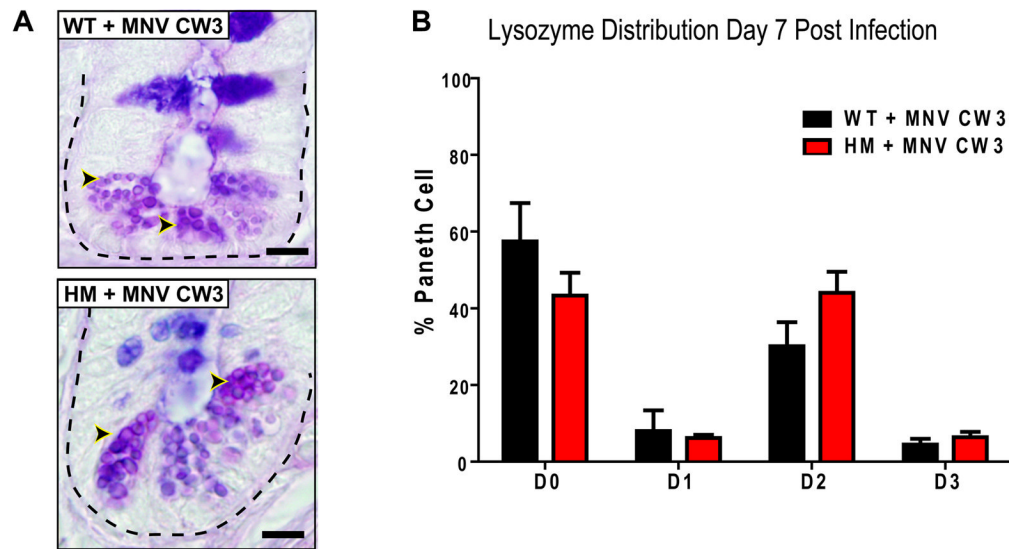 A
WT + MNV CW3
HM + MNV CW3
B
Lysozyme Distribution Day 7 Post Infection
100
80
60
40
20
0
% Paneth Cell
WT + MNV CW3
HM + MNV CW3
D0 D1 D2 D3